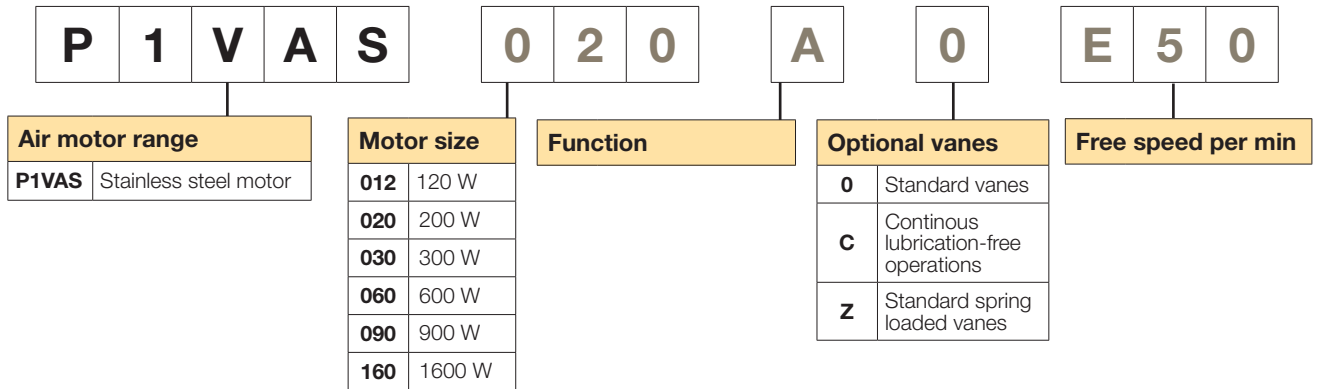 P 1 V A S 0 2 0 A 0 E 5 0
Air motor range
P1VAS Stainless steel motor
Motor size
012 120 W
020 200 W
030 300 W
060 600 W
090 900 W
160 1600 W
Function
Optional vanes
0 Standard vanes
C Continous
lubrication-free
operations
Z Standard spring
loaded vanes
Free speed per min